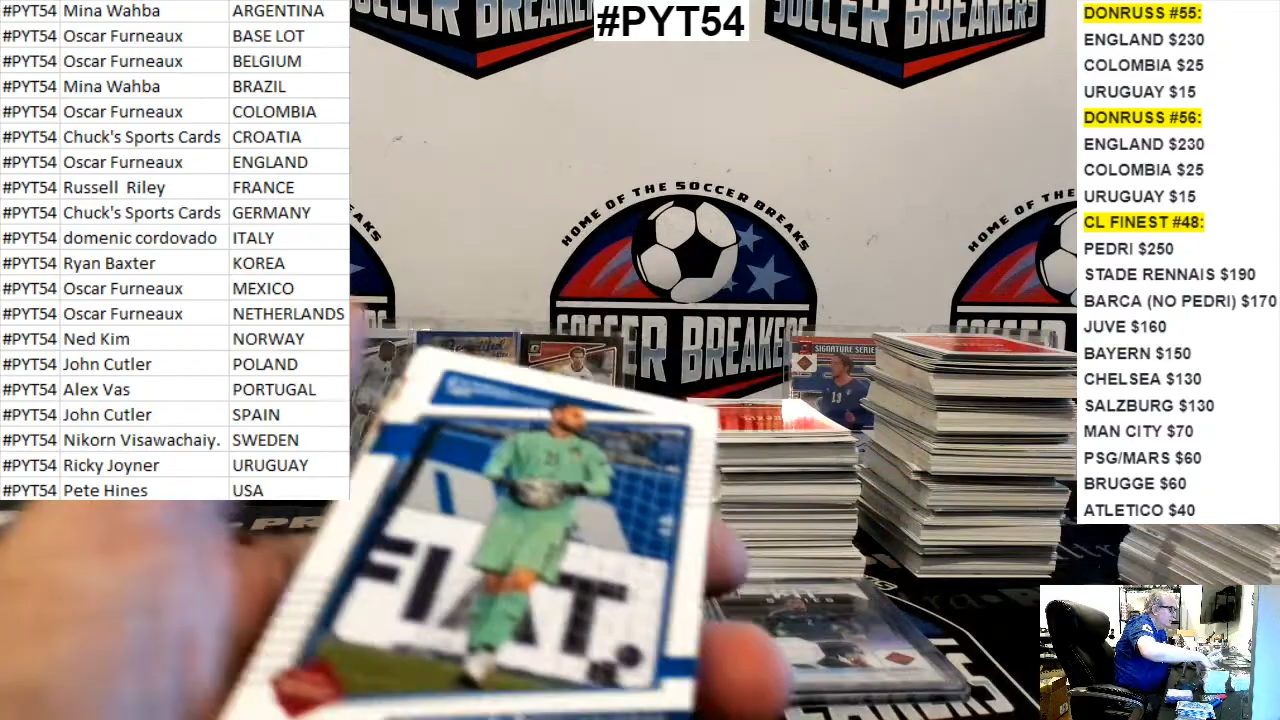 #PYT54 Mina Wahba ARGENTINA
#PYT54 Oscar Furneaux BASE LOT
#PYT54 Oscar Furneaux BELGIUM
#PYT54 Mina Wahba BRAZIL
#PYT54 Oscar Furneaux COLOMBIA
#PYT54 Chuck's Sports Cards CROATIA
#PYT54 Oscar Furneaux ENGLAND
#PYT54 Russell Riley FRANCE
#PYT54 Chuck's Sports Cards GERMANY
#PYT54 domenic cordovado ITALY
#PYT54 Ryan Baxter KOREA
#PYT54 Oscar Furneaux MEXICO
#PYT54 Oscar Furneaux NETHERLANDS
#PYT54 Ned Kim NORWAY
#PYT54 John Cutler POLAND
#PYT54 Alex Vas PORTUGAL
#PYT54 John Cutler SPAIN
#PYT54 Nikorn Visawachaiy. SWEDEN
#PYT54 Ricky Joyner URUGUAY
#PYT54 Pete Hines USA
#PYT54
SOCCER BREAKERS
HOME OF THE SOCCER BREAKS
SOCCER BREAKERS
HOME OF THE
SIGNATURE SERIES
13
FIAT.
DONRUSS #55:
ENGLAND $230
COLOMBIA $25
URUGUAY $15
DONRUSS #56:
ENGLAND $230
COLOMBIA $25
URUGUAY $15
CL FINEST #48:
PEDRI $250
STADE RENNAIS $190
BARCA (NO PEDRI) $170
JUVE $160
BAYERN $150
CHELSEA $130
SALZBURG $130
MAN CITY $70
PSG/MARS $60
BRUGGE $60
ATLETICO $40